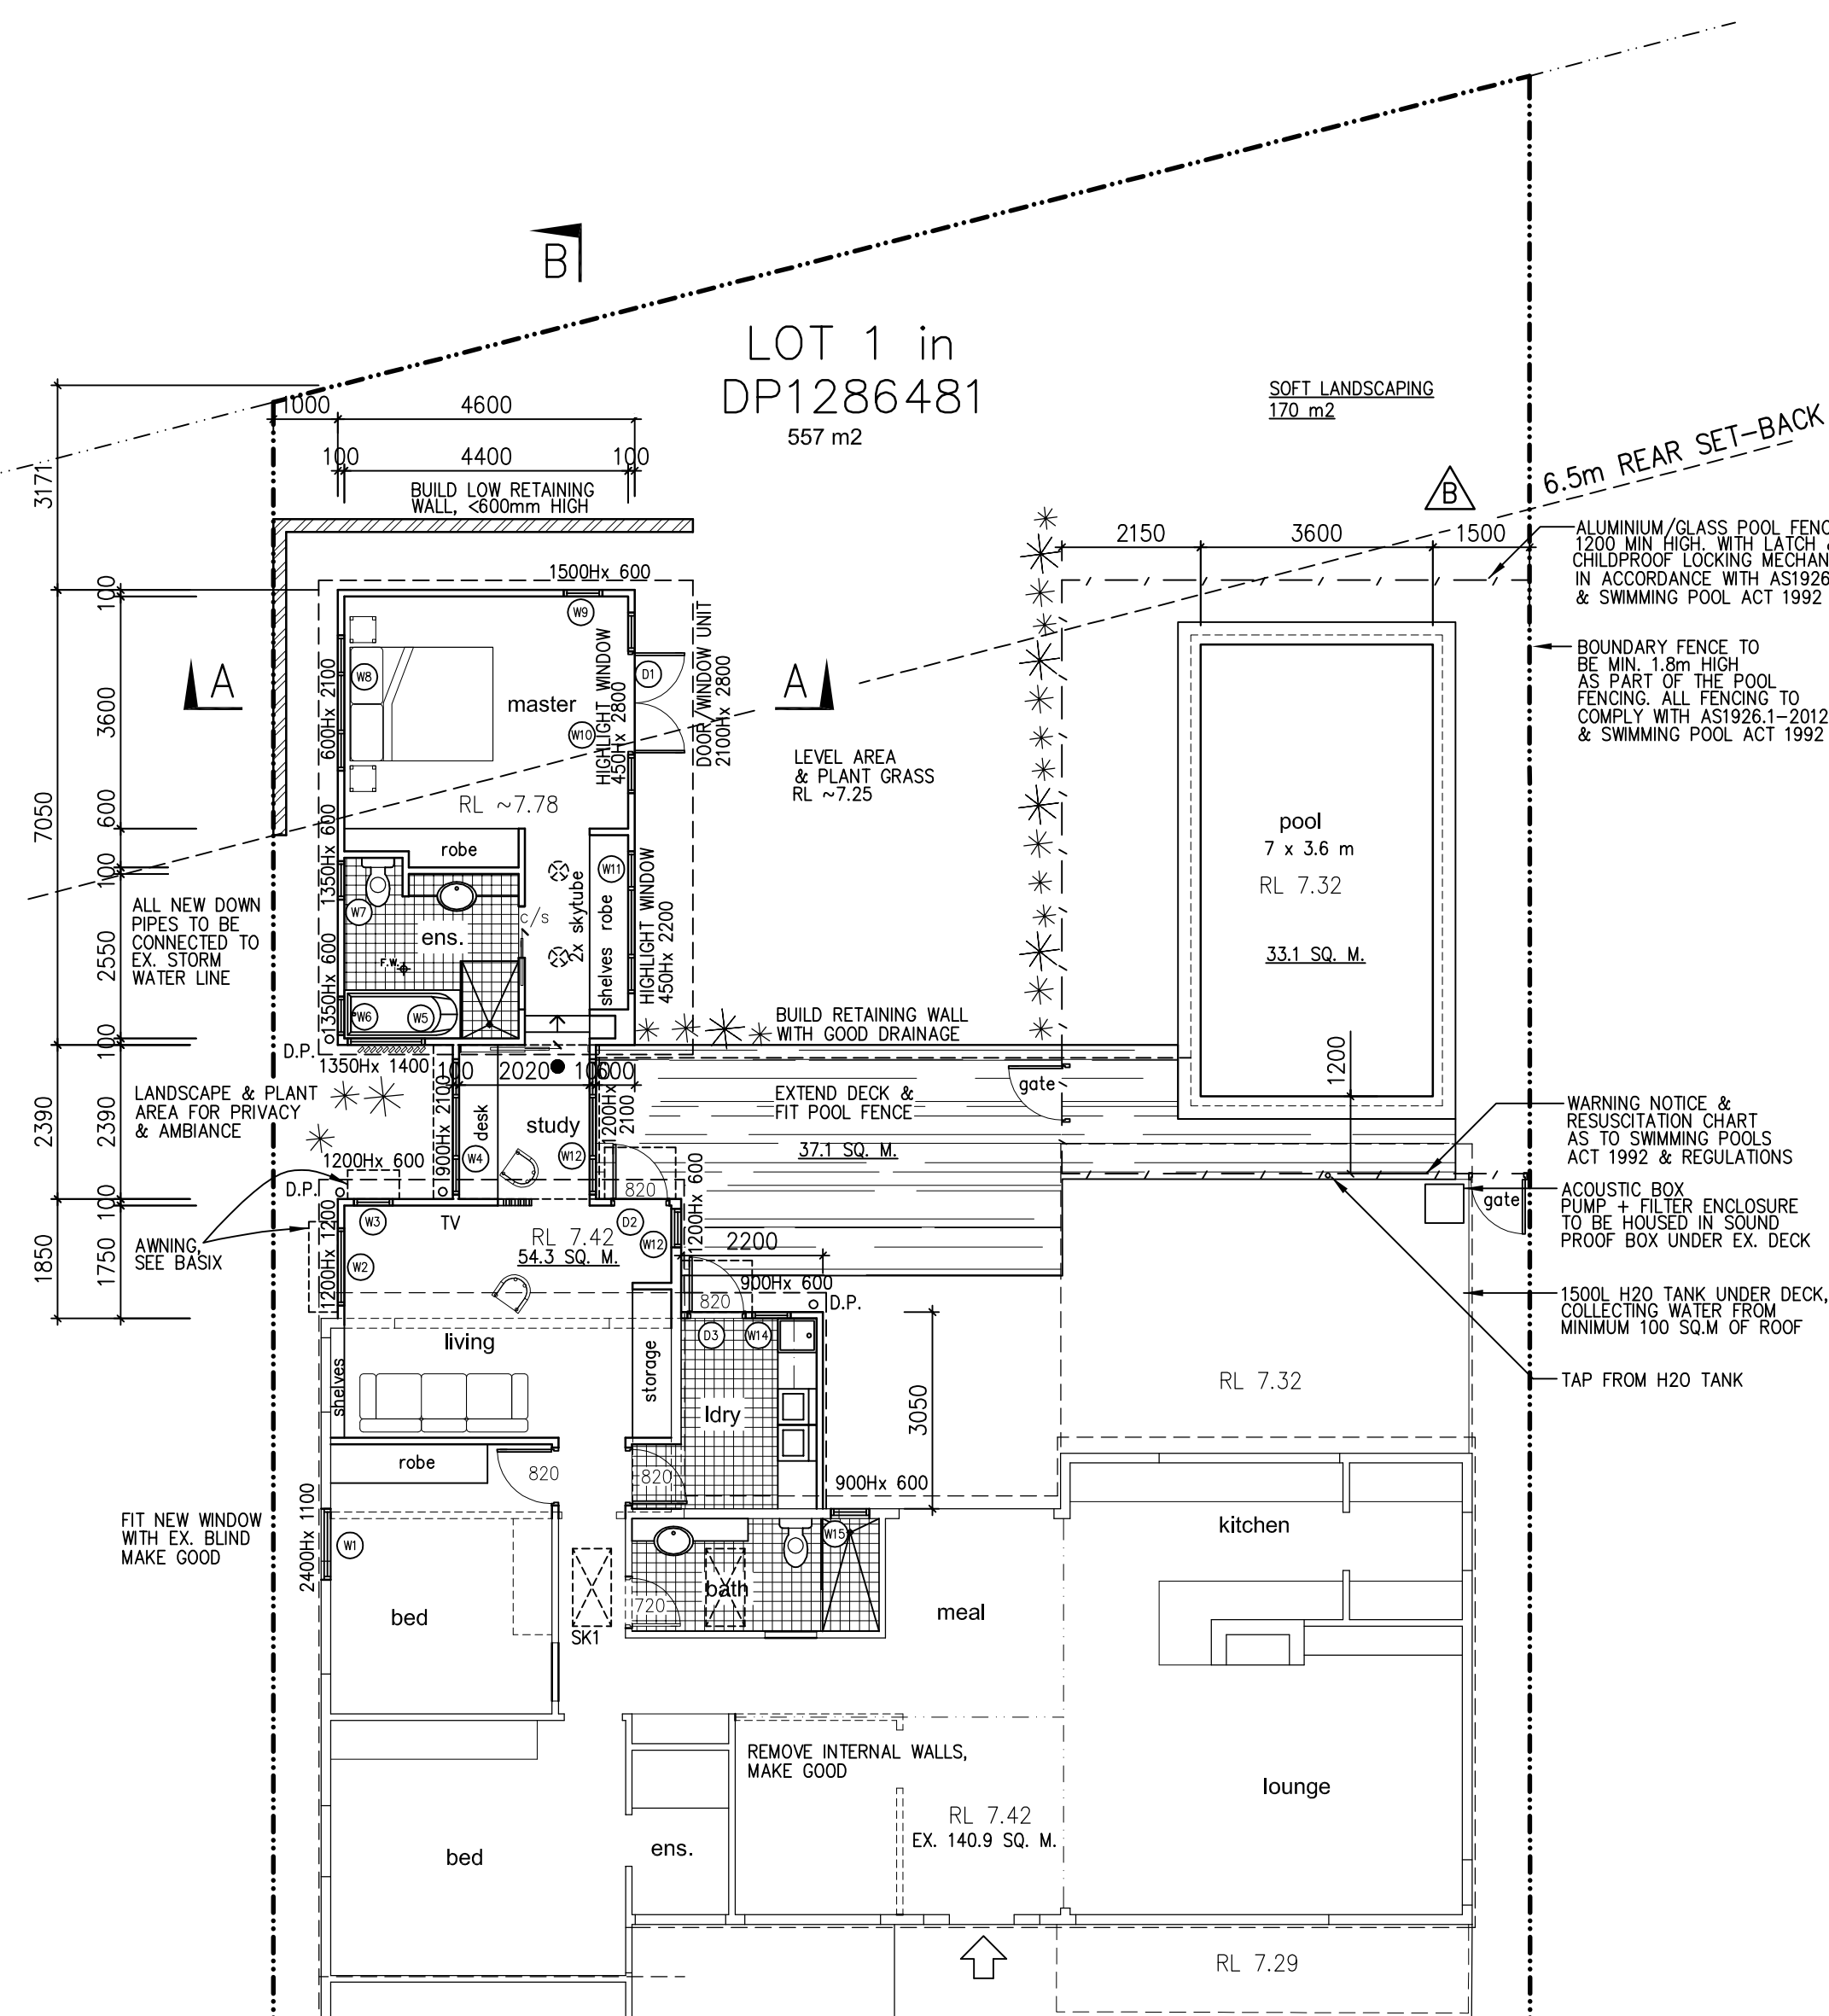 B
LOT 1 in
DP1286481
557 m2
SOFT LANDSCAPING
170 m2
6.5m REAR SET-BACK
B
1000
4600
100
4400
100
BUILD LOW RETAINING
WALL, <600mm HIGH
3171
2150
3600
1500
ALUMINIUM/GLASS POOL FENC
1200 MIN HIGH. WITH LATCH &
CHILDPROOF LOCKING MECHAN
IN ACCORDANCE WITH AS1926
& SWIMMING POOL ACT 1992
BOUNDARY FENCE TO
BE MIN. 1.8m HIGH
AS PART OF THE POOL
FENCING. ALL FENCING TO
COMPLY WITH AS1926.1-2012
& SWIMMING POOL ACT 1992
1500Hx 600
W9
W8
D1
master
W10
RL ~7.78
600Hx 2100
HIGHLIGHT WINDOW
450Hx 2800
DOOR/WINDOW UNIT
2100Hx 2800
A
A
LEVEL AREA
& PLANT GRASS
RL ~7.25
100
3600
600
100
2550
100
7050
robe
1350Hx 600
W7
ens.
F.W.
c/s
2x skytube
W11
robe
shelves
HIGHLIGHT WINDOW
450Hx 2200
1350Hx 600
W6
W5
pool
7 x 3.6 m
RL 7.32
33.1 SQ. M.
1200
ALL NEW DOWN
PIPES TO BE
CONNECTED TO
EX. STORM
WATER LINE
BUILD RETAINING WALL
WITH GOOD DRAINAGE
D.P.
1350Hx 1400
100
2020
100
600
LANDSCAPE & PLANT
AREA FOR PRIVACY
& AMBIANCE
2390
2390
900Hx 2100
desk
study
W4
W12
1200Hx
2100
EXTEND DECK &
FIT POOL FENCE
37.1 SQ. M.
gate
WARNING NOTICE &
RESUSCITATION CHART
AS TO SWIMMING POOLS
ACT 1992 & REGULATIONS
1200Hx 600
D.P.
820
1200Hx 600
ACOUSTIC BOX
PUMP + FILTER ENCLOSURE
TO BE HOUSED IN SOUND
PROOF BOX UNDER EX. DECK
gate
100
1850
1750
AWNING,
SEE BASIX
W3
TV
RL 7.42
54.3 SQ. M.
D2
W12
W2
1200Hx 1200
2200
900Hx 600
820
D.P.
1500L H2O TANK UNDER DECK,
COLLECTING WATER FROM
MINIMUM 100 SQ.M OF ROOF
D3
W14
living
shelves
storage
ldry
3050
RL 7.32
TAP FROM H2O TANK
robe
820
820
900Hx 600
FIT NEW WINDOW
WITH EX. BLIND
MAKE GOOD
2400Hx 1100
W1
W15
kitchen
bed
SK1
bath
720
meal
REMOVE INTERNAL WALLS,
MAKE GOOD
lounge
RL 7.42
EX. 140.9 SQ. M.
bed
ens.
RL 7.29